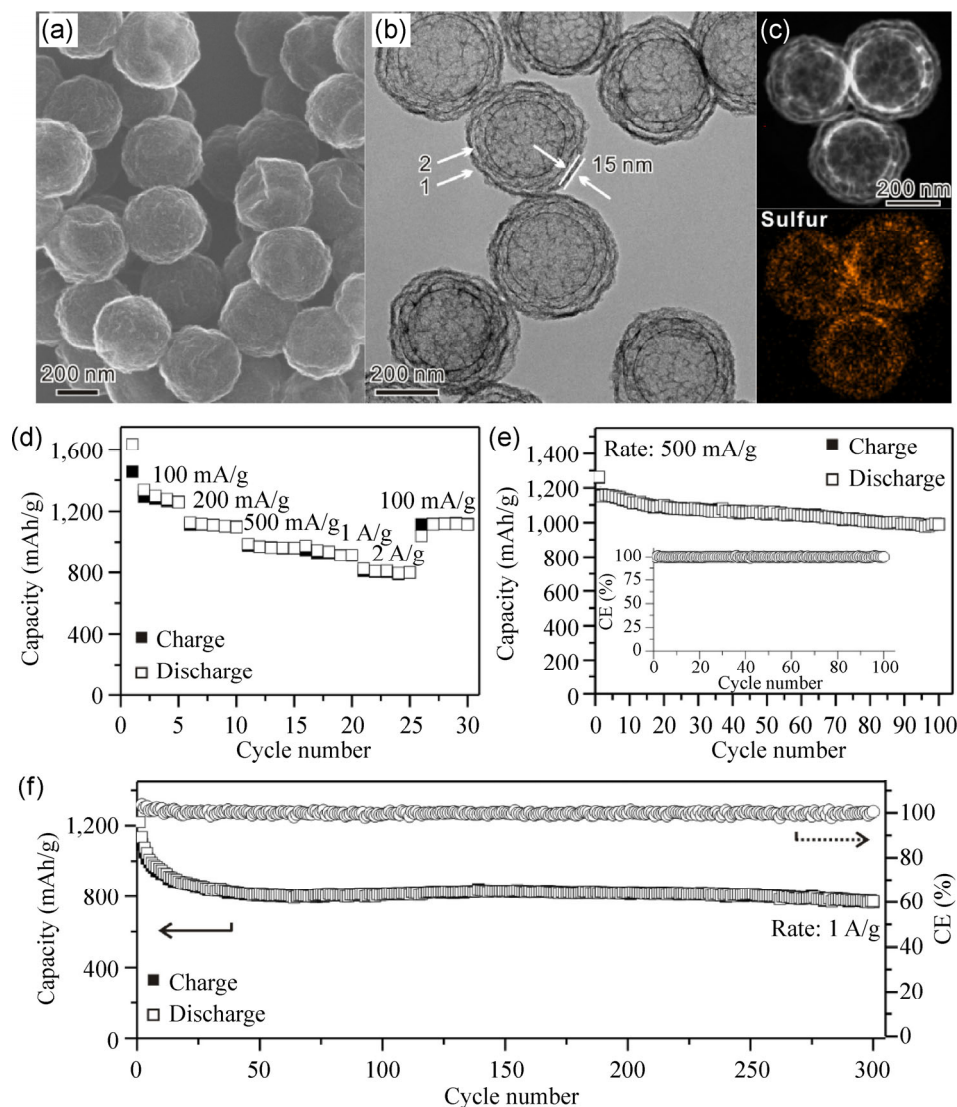 (a)
200 nm
(b)
2
1
15 nm
200 nm
(c)
200 nm
Sulfur
(d)
Capacity (mAh/g)
1,600
1,200
800
400
0
100 mA/g
200 mA/g
500 mA/g
1 A/g
2 A/g
100 mA/g
Charge
Discharge
0 5 10 15 20 25 30
Cycle number
(e)
Capacity (mAh/g)
1,400
1,200
1,000
800
600
400
200
0
Rate: 500 mA/g
Charge
Discharge
CE (%)
100
75
50
25
0
0 20 40 60 80 100
Cycle number
0 10 20 30 40 50 60 70 80 90 100
Cycle number
(f)
Capacity (mAh/g)
1,200
800
400
0
Charge
Discharge
Rate: 1 A/g
CE (%)
100
80
60
40
20
0
0 50 100 150 200 250 300
Cycle number